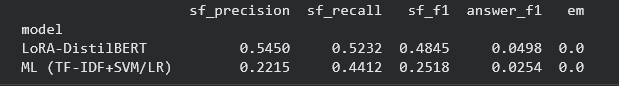 sf_precision sf_recall sf_f1 answer_f1 em
model
LoRA-DistilBERT 0.5450 0.5232 0.4845 0.0498 0.0
ML (TF-IDF+SVM/LR) 0.2215 0.4412 0.2518 0.0254 0.0